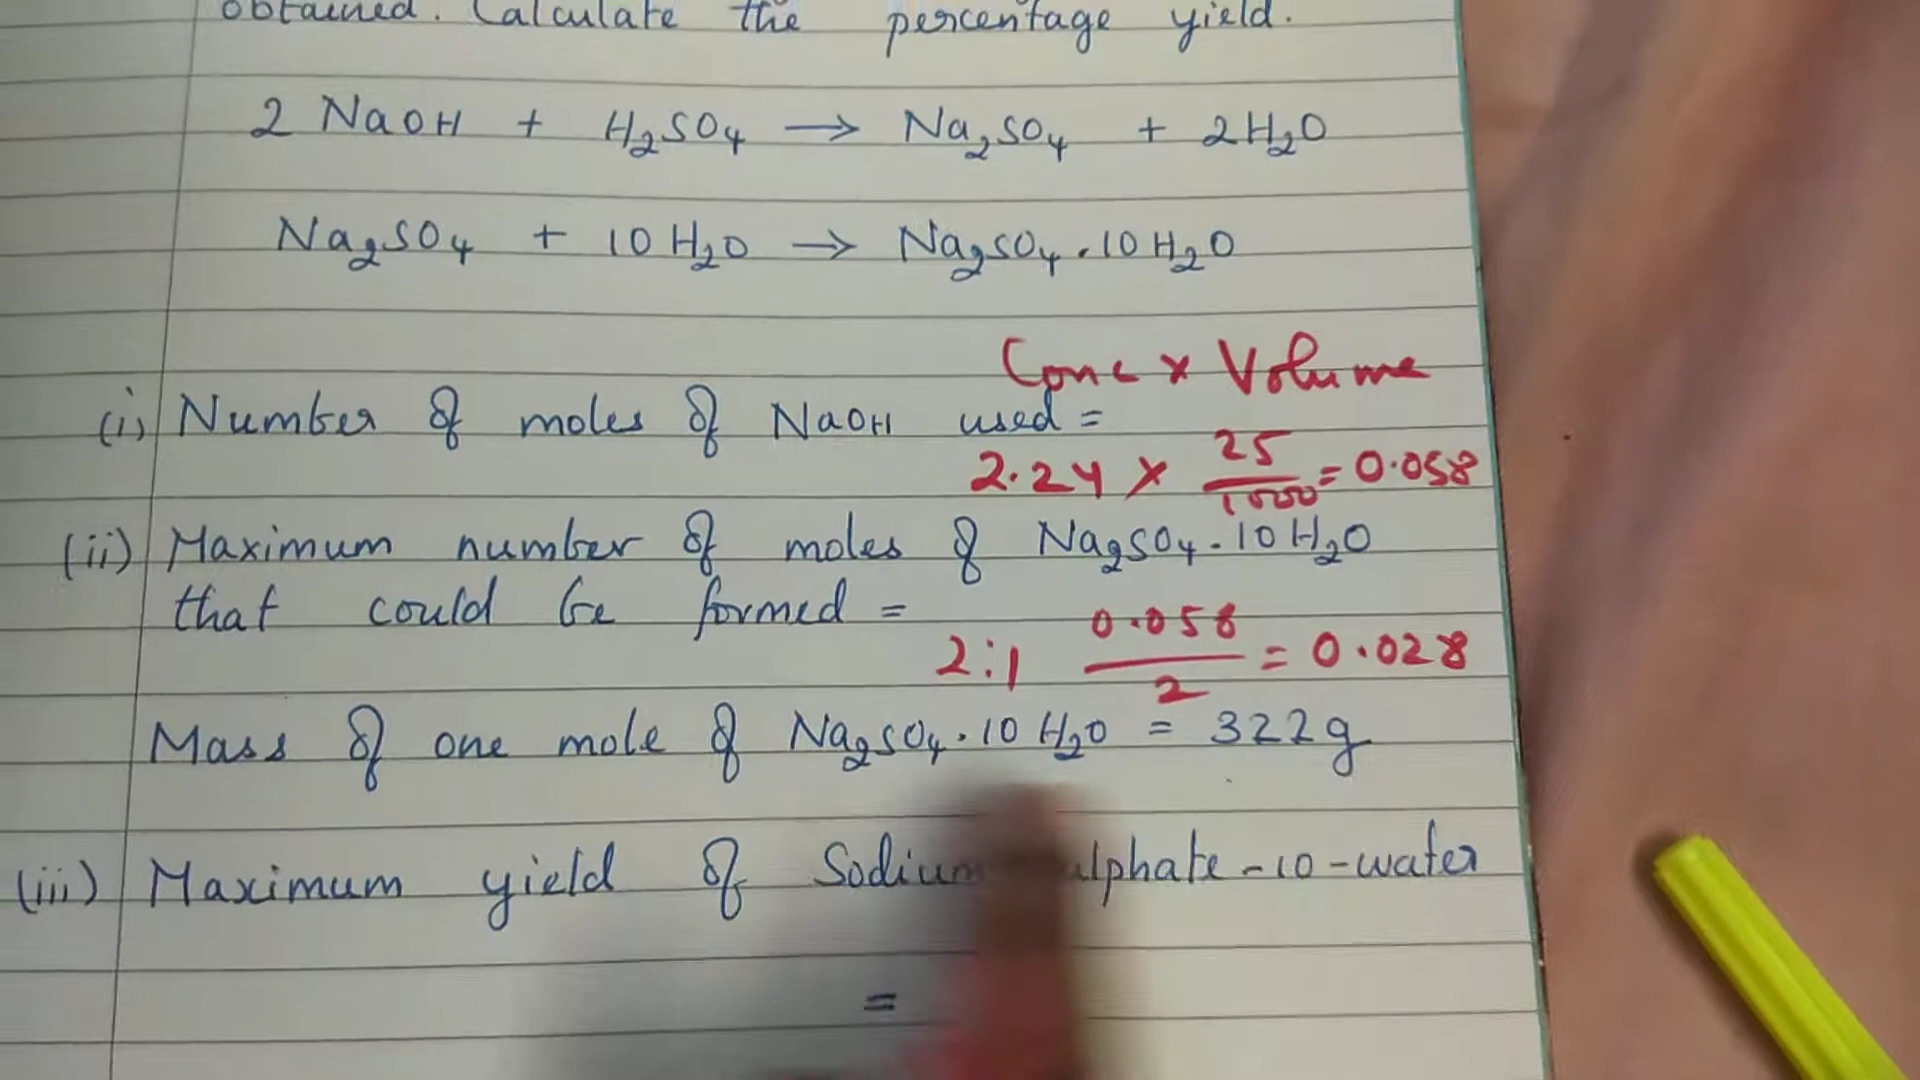 obtained. Calculate the percentage yield.
2 NaOH + H₂SO₄ → Na₂SO₄ + 2H₂O
Na₂SO₄ + 10 H₂O → Na₂SO₄ . 10 H₂O
Conc x Volume
(i) Number of moles of NaOH used =
2.24 x 25/1000 = 0.058
(ii) Maximum number of moles of Na₂SO₄ . 10 H₂O
that could be formed =
2:1 0.058/2 = 0.028
Mass of one mole of Na₂SO₄ . 10 H₂O = 322g
(iii) Maximum yield of Sodium -10-water
=